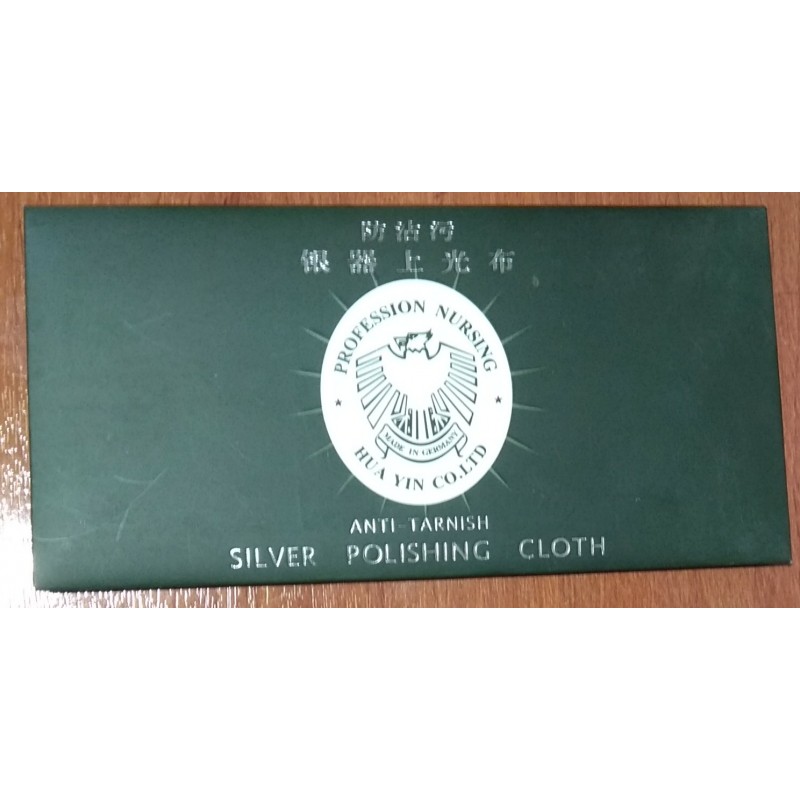 防沾污
银器上光布
PROFESSION NURSING
MADE IN GERMANY
HUA YIN CO.LTD
ANTI-TARNISH
SILVER POLISHING CLOTH